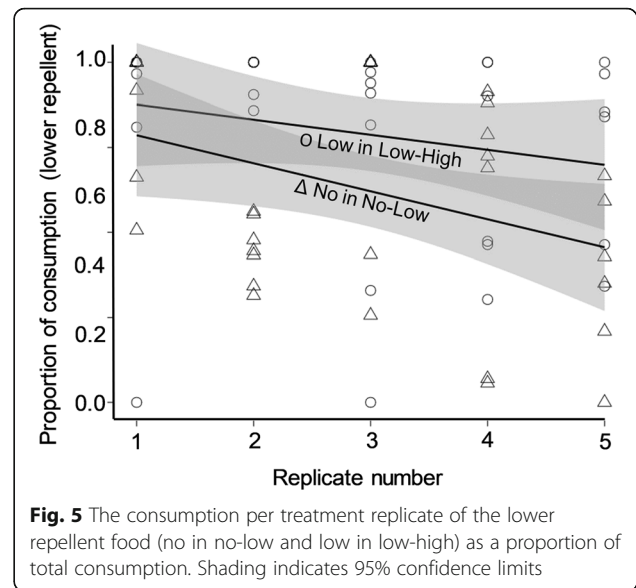 Proportion of consumption (lower repellent)
1.0
0.8
0.6
0.4
0.2
0.0
O Low in Low-High
Δ No in No-Low
1 2 3 4 5
Replicate number
Fig. 5 The consumption per treatment replicate of the lower
repellent food (no in no-low and low in low-high) as a proportion of
total consumption. Shading indicates 95% confidence limits